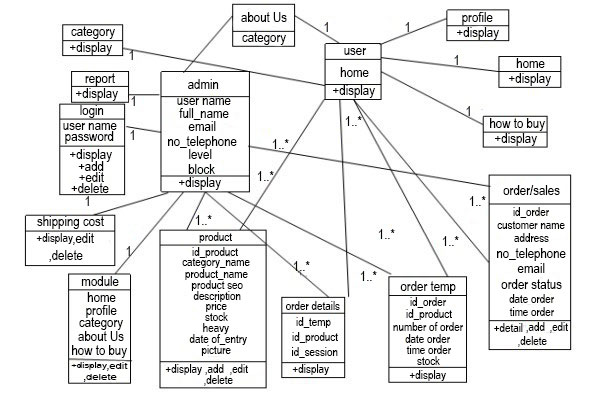 about Us
category
1
profile
+display
1
category
+display
1
user
home
+display
1
home
+display
1
how to buy
+display
report
+display
1
admin
user name
full_name
email
no_telephone
level
block
+display
login
user name
password
+display
+add
+edit
+delete
1
1..*
1..*
1..*
order/sales
id_order
customer name
address
no_telephone
email
order status
date order
time order
+detail ,add ,edit
,delete
1..*
1
shipping cost
+display,edit
,delete
1..*
product
id_product
category_name
product_name
product seo
description
price
stock
heavy
date of_entry
picture
+display ,add ,edit
,delete
1..*
1..*
1
module
home
profile
category
about Us
how to buy
+display,edit
,delete
1..*
1..*
order details
id_temp
id_product
id_session
+display
order temp
id_order
id_product
number of order
date order
time order
stock
+display